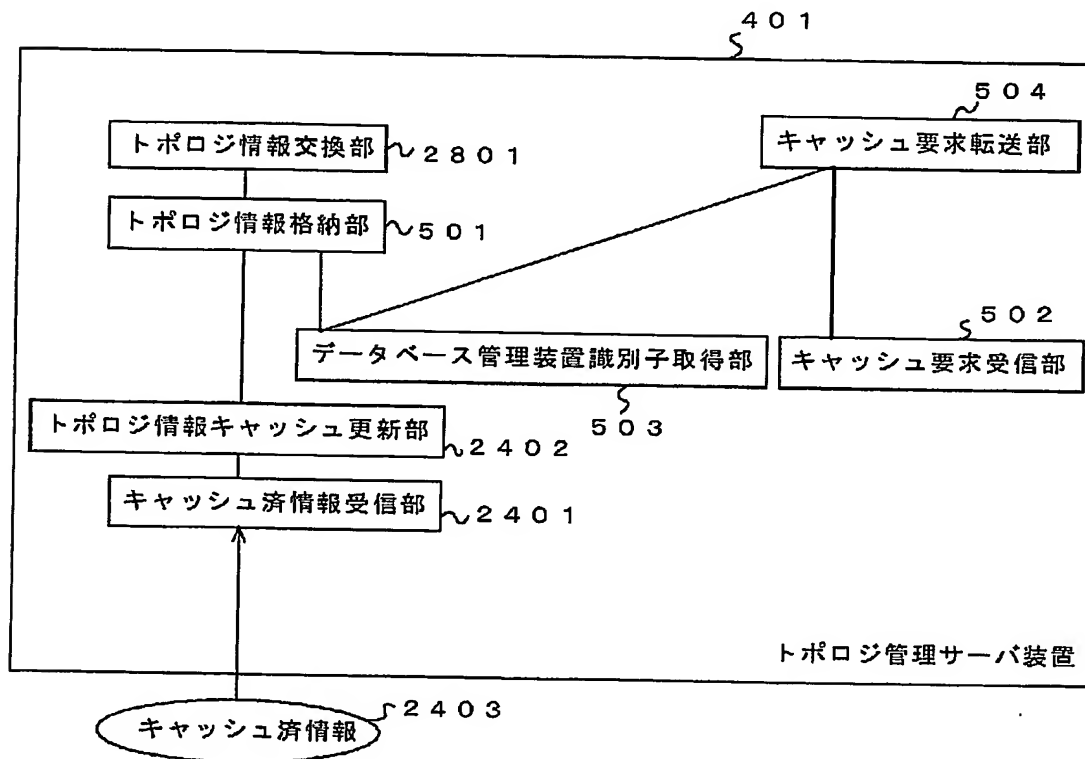 401
504
トポロジ情報交換部
2801
キャッシュ要求転送部
トポロジ情報格納部
501
502
データベース管理装置識別子取得部
キャッシュ要求受信部
503
トポロジ情報キャッシュ更新部
2402
キャッシュ済情報受信部
2401
トポロジ管理サーバ装置
キャッシュ済情報
2403